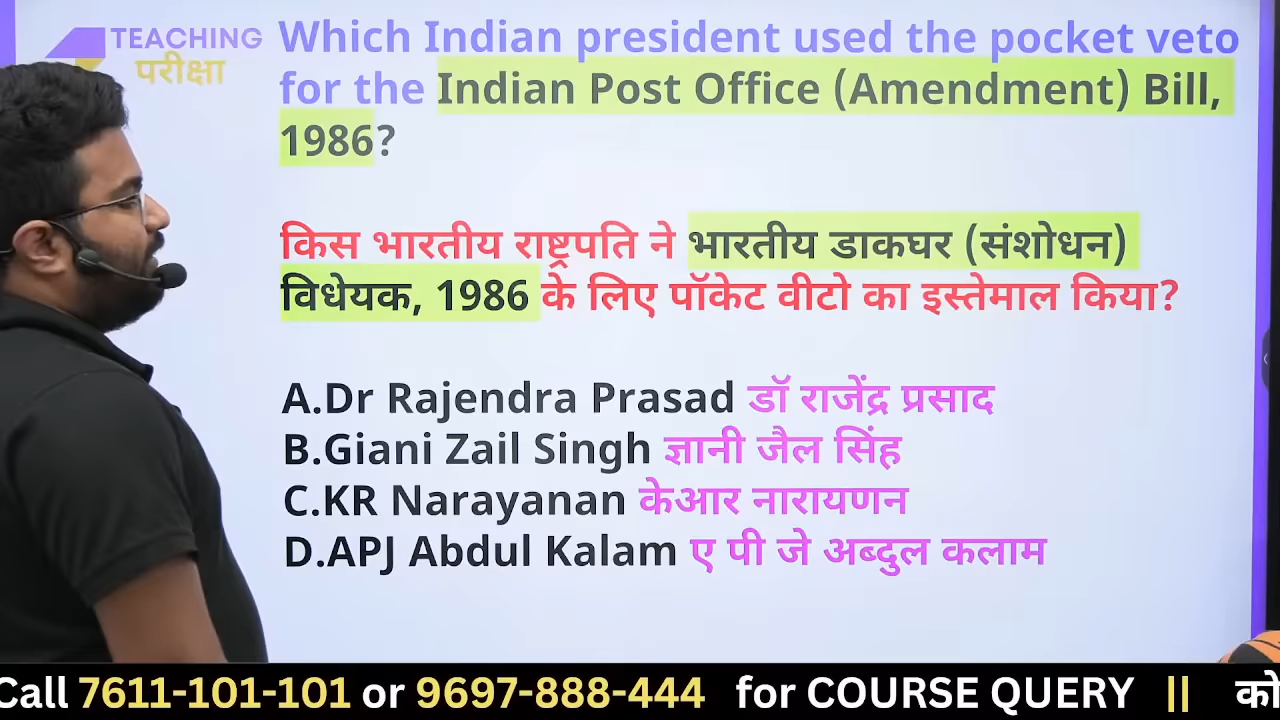 TEACHING
परीक्षा
Which Indian president used the pocket veto
for the Indian Post Office (Amendment) Bill,
1986?
किस भारतीय राष्ट्रपति ने भारतीय डाकघर (संशोधन)
विधेयक, 1986 के लिए पॉकेट वीटो का इस्तेमाल किया?
A.Dr Rajendra Prasad डॉ राजेंद्र प्रसाद
B.Giani Zail Singh ज्ञानी जैल सिंह
C.KR Narayanan केआर नारायणन
D.APJ Abdul Kalam ए पी जे अब्दुल कलाम
Call 7611-101-101 or 9697-888-444 for COURSE QUERY || को